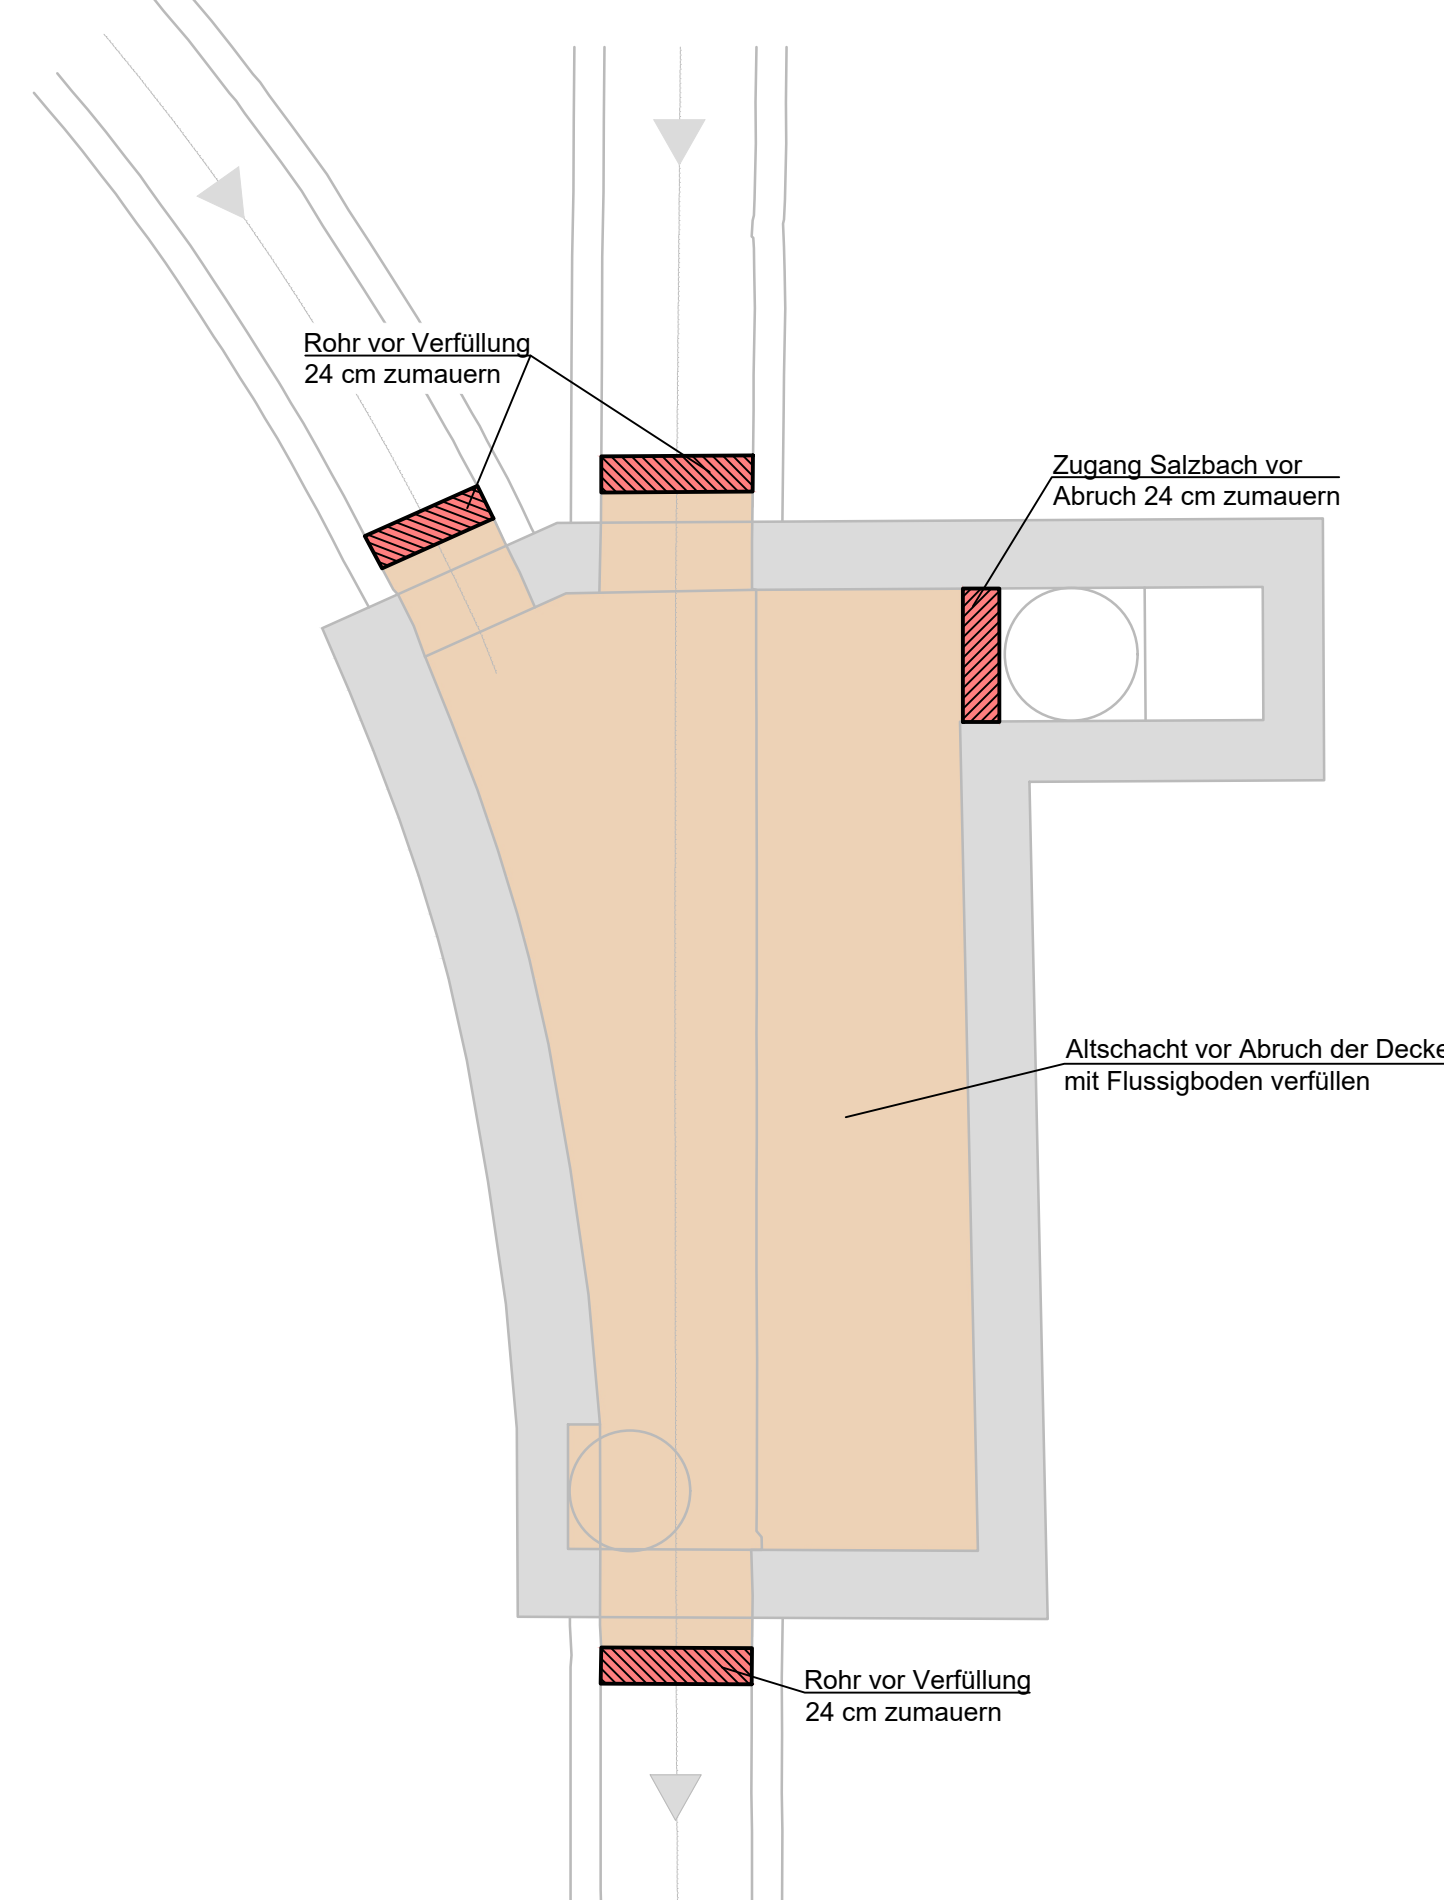 Rohr vor Verfüllung
24 cm zumauern
Zugang Salzbach vor
Abruch 24 cm zumauern
Altschacht vor Abruch der Decke
mit Flussigboden verfüllen
Rohr vor Verfüllung
24 cm zumauern